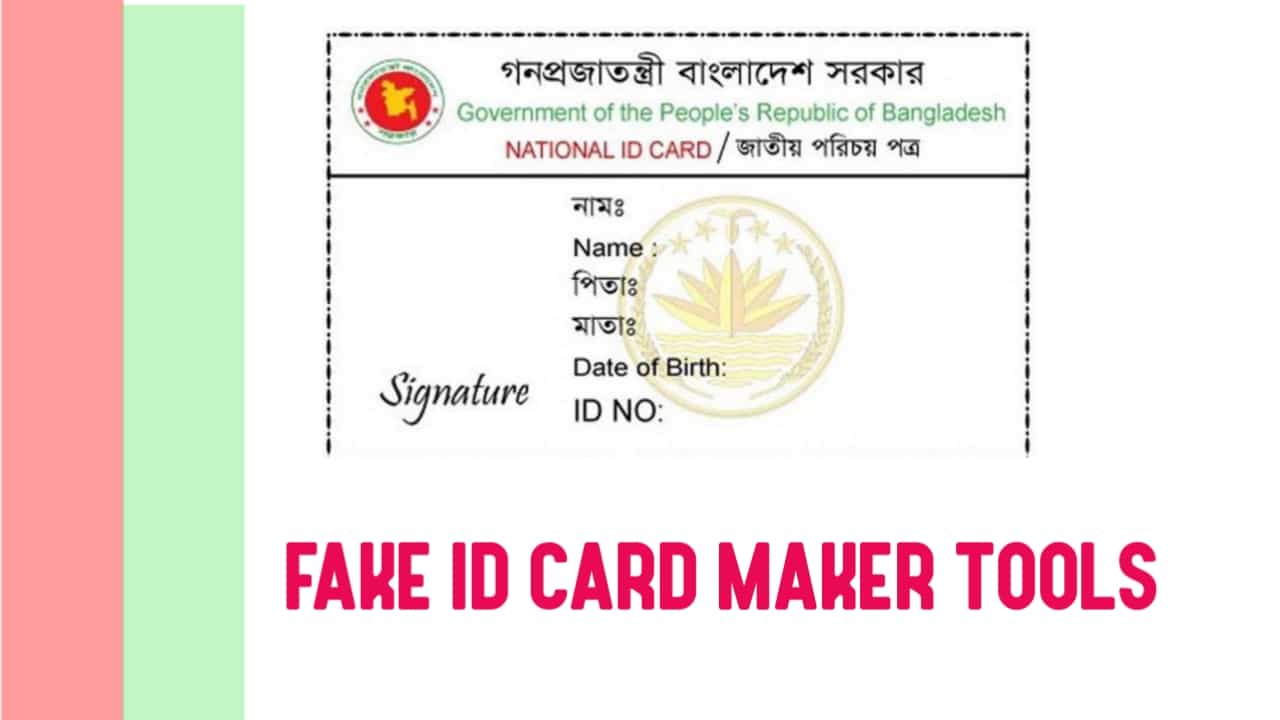 গনপ্রজাতন্ত্রী বাংলাদেশ সরকার
Government of the People's Republic of Bangladesh
NATIONAL ID CARD / জাতীয় পরিচয় পত্র
নামঃ
Name :
পিতাঃ
মাতাঃ
Date of Birth:
Signature
ID NO:
FAKE ID CARD MAKER TOOLS